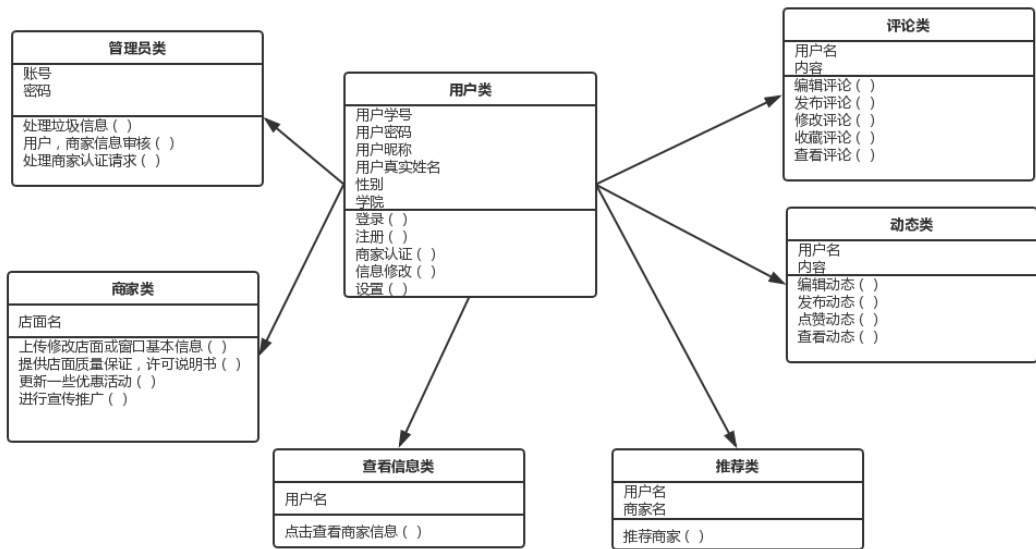 管理员类
账号
密码
处理垃圾信息（ ）
用户，商家信息审核（ ）
处理商家认证请求（ ）
用户类
用户学号
用户密码
用户昵称
用户真实姓名
性别
学院
登录（ ）
注册（ ）
商家认证（ ）
信息修改（ ）
设置（ ）
评论类
用户名
内容
编辑评论（ ）
发布评论（ ）
修改评论（ ）
收藏评论（ ）
查看评论（ ）
动态类
用户名
内容
编辑动态（ ）
发布动态（ ）
点赞动态（ ）
查看动态（ ）
商家类
店面名
上传修改店面或窗口基本信息（ ）
提供店面质量保证，许可说明书（ ）
更新一些优惠活动（ ）
进行宣传推广（ ）
查看信息类
用户名
点击查看商家信息（ ）
推荐类
用户名
商家名
推荐商家（ ）